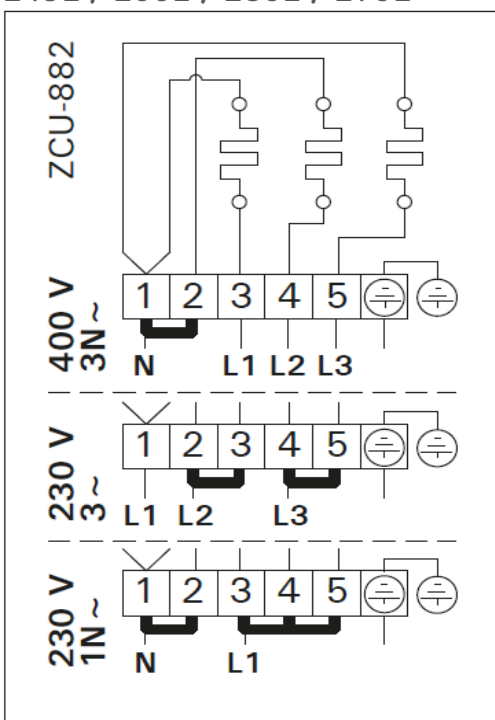 ZCU-882
400 V
3N ~
1 2 3 4 5
N L1 L2 L3
230 V
3 ~
1 2 3 4 5
L1 L2 L3
230 V
1N ~
1 2 3 4 5
N L1